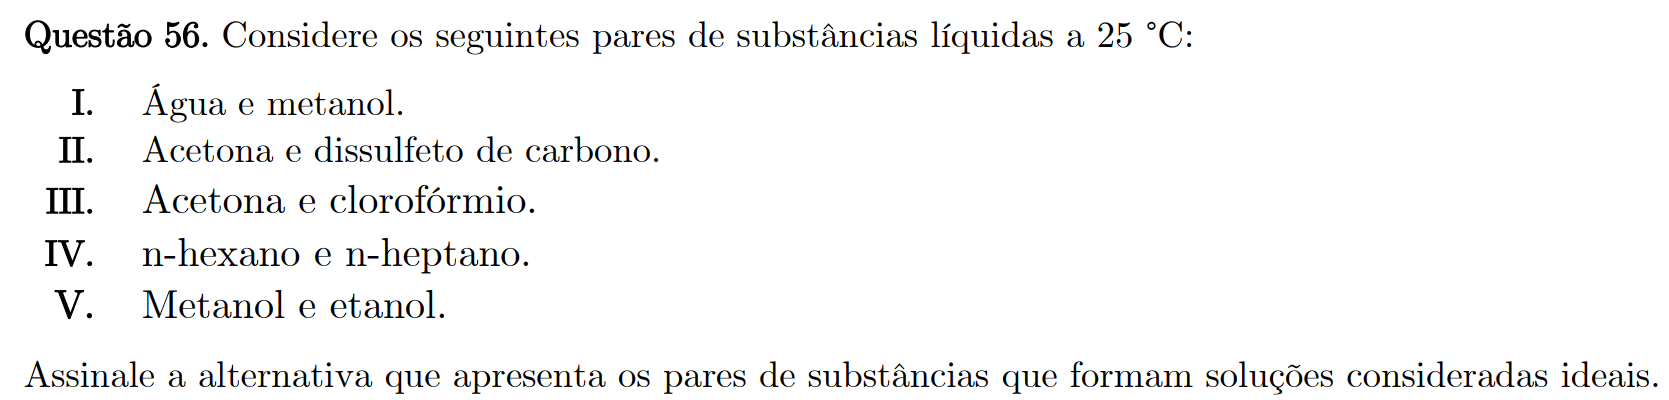 Questão 56. Considere os seguintes pares de substâncias líquidas a 25 °C:
I. Água e metanol.
II. Acetona e dissulfeto de carbono.
III. Acetona e clorofórmio.
IV. n-hexano e n-heptano.
V. Metanol e etanol.
Assinale a alternativa que apresenta os pares de substâncias que formam soluções consideradas ideais.